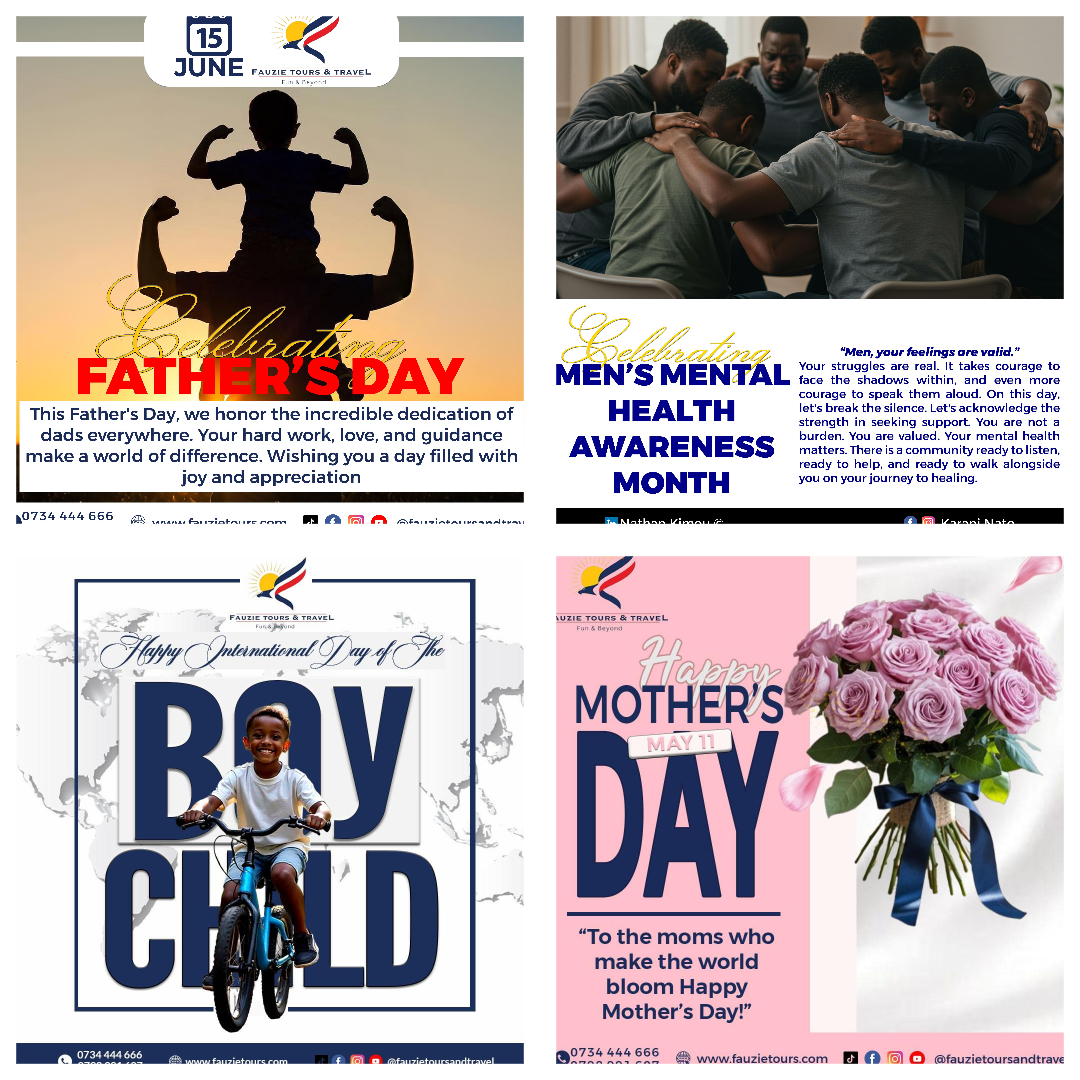 15
JUNE
FAUZIE TOURS & TRAVEL
Fun & Beyond
Celebrating
FATHER'S DAY
This Father's Day, we honor the incredible dedication of
dads everywhere. Your hard work, love, and guidance
make a world of difference. Wishing you a day filled with
joy and appreciation
0734 444 666
www.fauzietours.com
@fauzietoursandtrav
Celebrating
MEN'S MENTAL
HEALTH
AWARENESS
MONTH
“Men, your feelings are valid.”
Your struggles are real. It takes courage to
face the shadows within, and even more
courage to speak them aloud. On this day,
let's break the silence. Let's acknowledge the
strength in seeking support. You are not a
burden. You are valued. Your mental health
matters. There is a community ready to listen,
ready to help, and ready to walk alongside
you on your journey to healing.
Nathan Kimou ©
Karani Nate
FAUZIE TOURS & TRAVEL
Fun & Beyond
Happy International Day of The
BOY
CHILD
0734 444 666
www.fauzietours.com
@fauzietoursandtravel
AUZIE TOURS & TRAVEL
Fun & Beyond
Happy
MOTHER'S
MAY 11
DAY
“To the moms who
make the world
bloom Happy
Mother's Day!”
0734 444 666
www.fauzietours.com
@fauzietoursandtrave